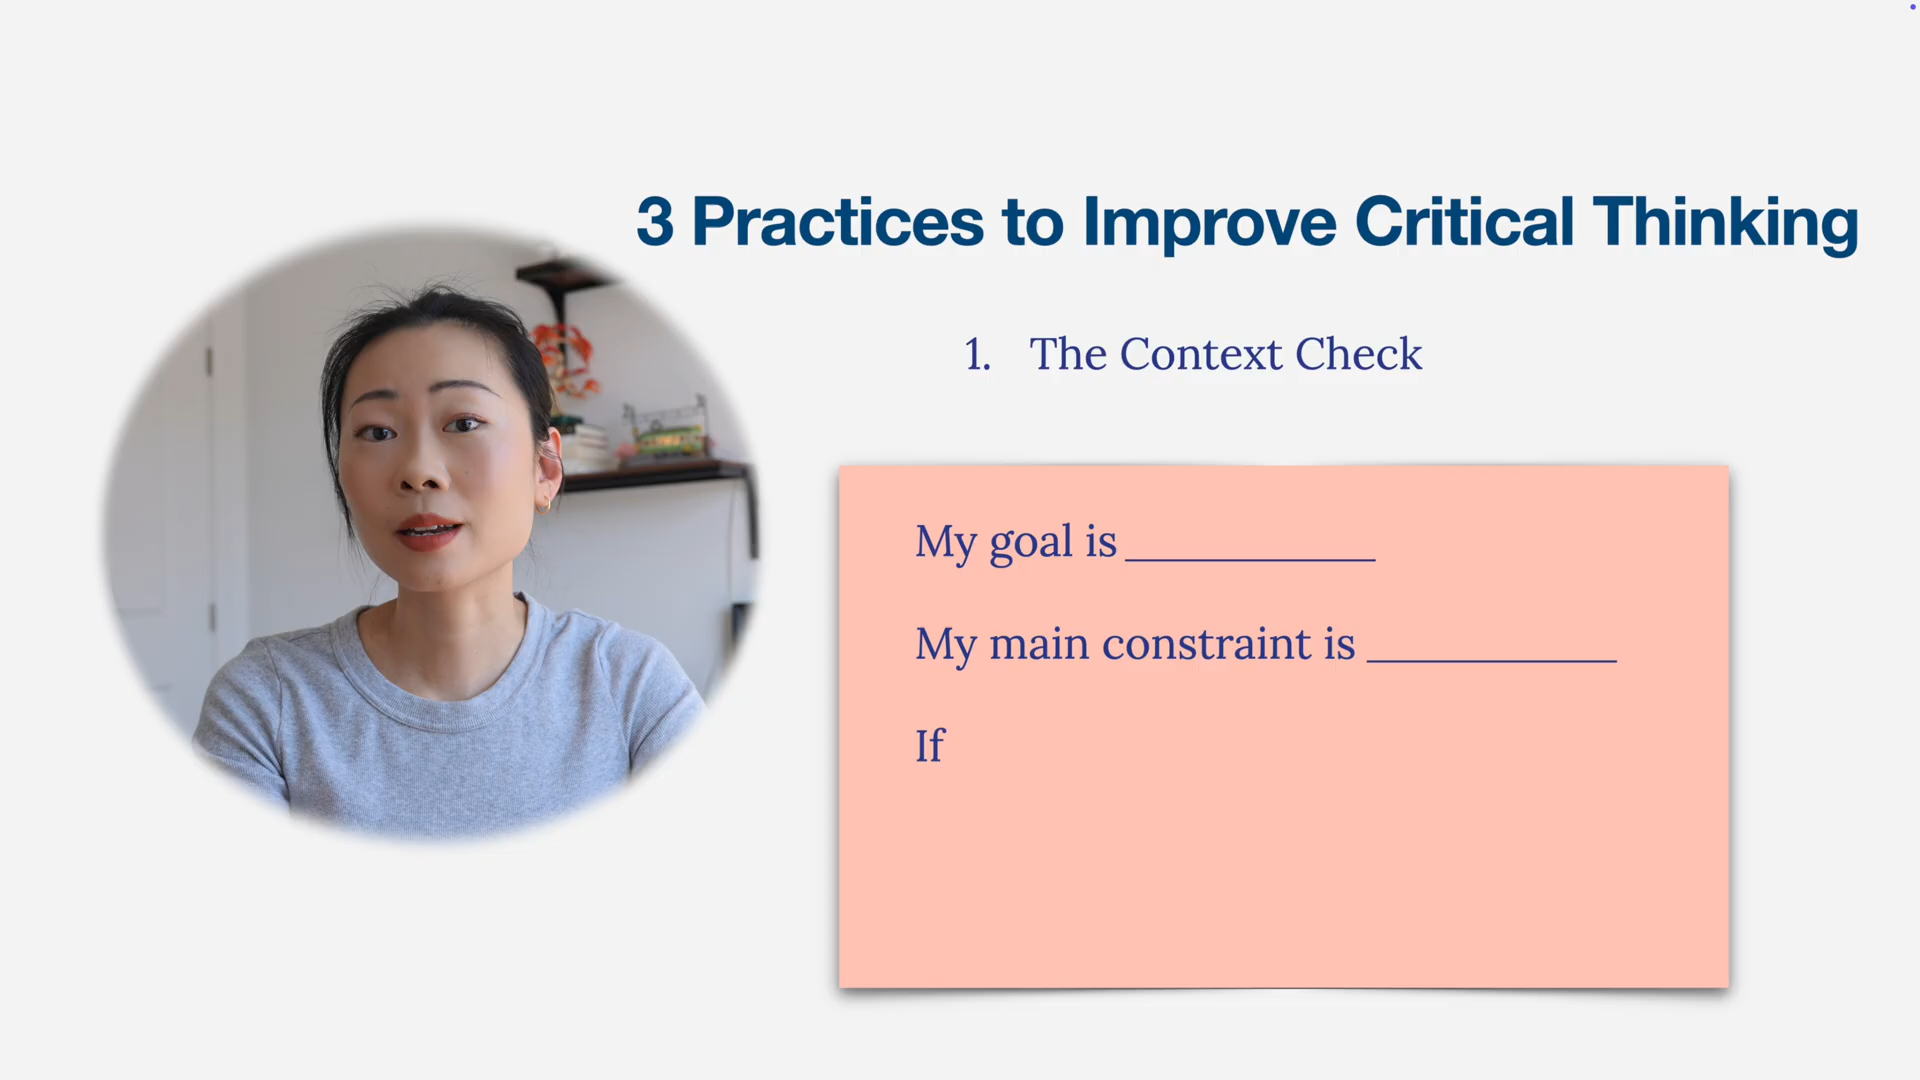 3 Practices to Improve Critical Thinking
1. The Context Check
My goal is ___________
My main constraint is ___________
If